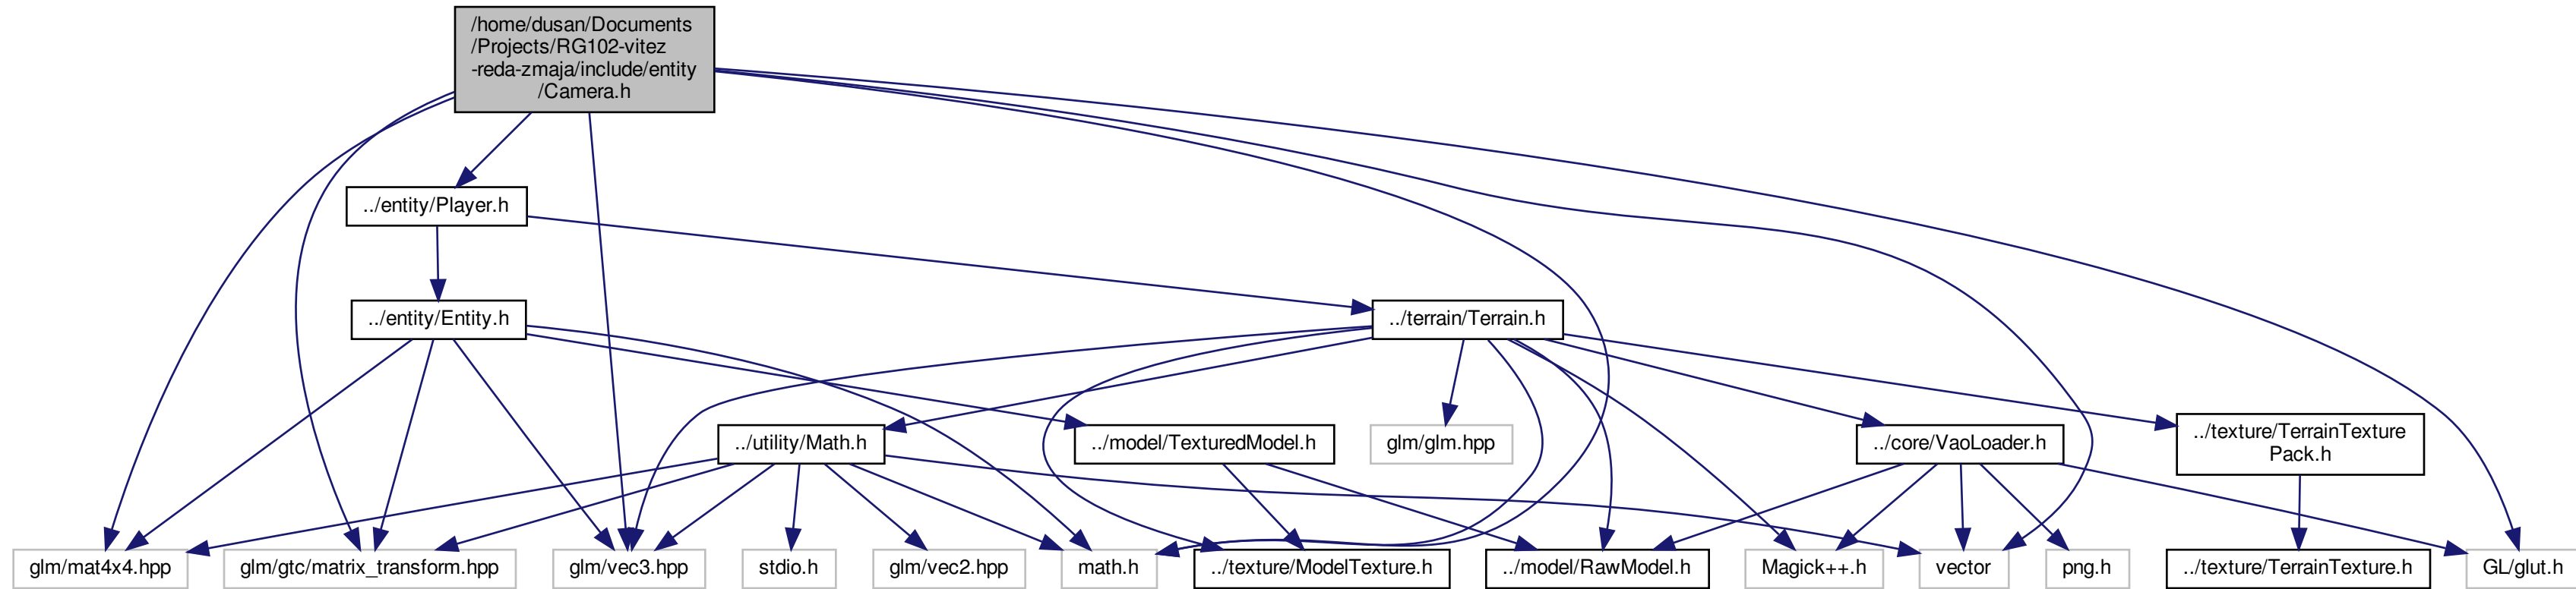 /home/dusan/Documents
/Projects/RG102-vitez
-reda-zmaja/include/entity
/Camera.h
../entity/Player.h
../entity/Entity.h
../terrain/Terrain.h
../utility/Math.h
../model/TexturedModel.h
glm/glm.hpp
../core/VaoLoader.h
../texture/TerrainTexture
Pack.h
glm/mat4x4.hpp
glm/gtc/matrix_transform.hpp
glm/vec3.hpp
stdio.h
glm/vec2.hpp
math.h
../texture/ModelTexture.h
../model/RawModel.h
Magick++.h
vector
png.h
../texture/TerrainTexture.h
GL/glut.h